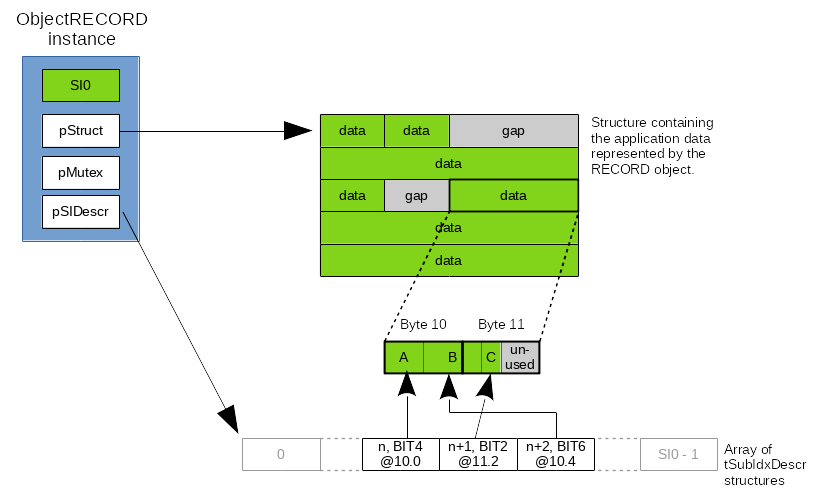 ObjectRECORD
instance
SI0
pStruct
pMutex
pSIDescr
data data gap
data
data gap data
data
data
Structure containing
the application data
represented by the
RECORD object.
Byte 10 Byte 11
A B C un-
used
0
n, BIT4
@10.0
n+1, BIT2
@11.2
n+2, BIT6
@10.4
SI0 - 1
Array of
tSubIdxDescr
structures